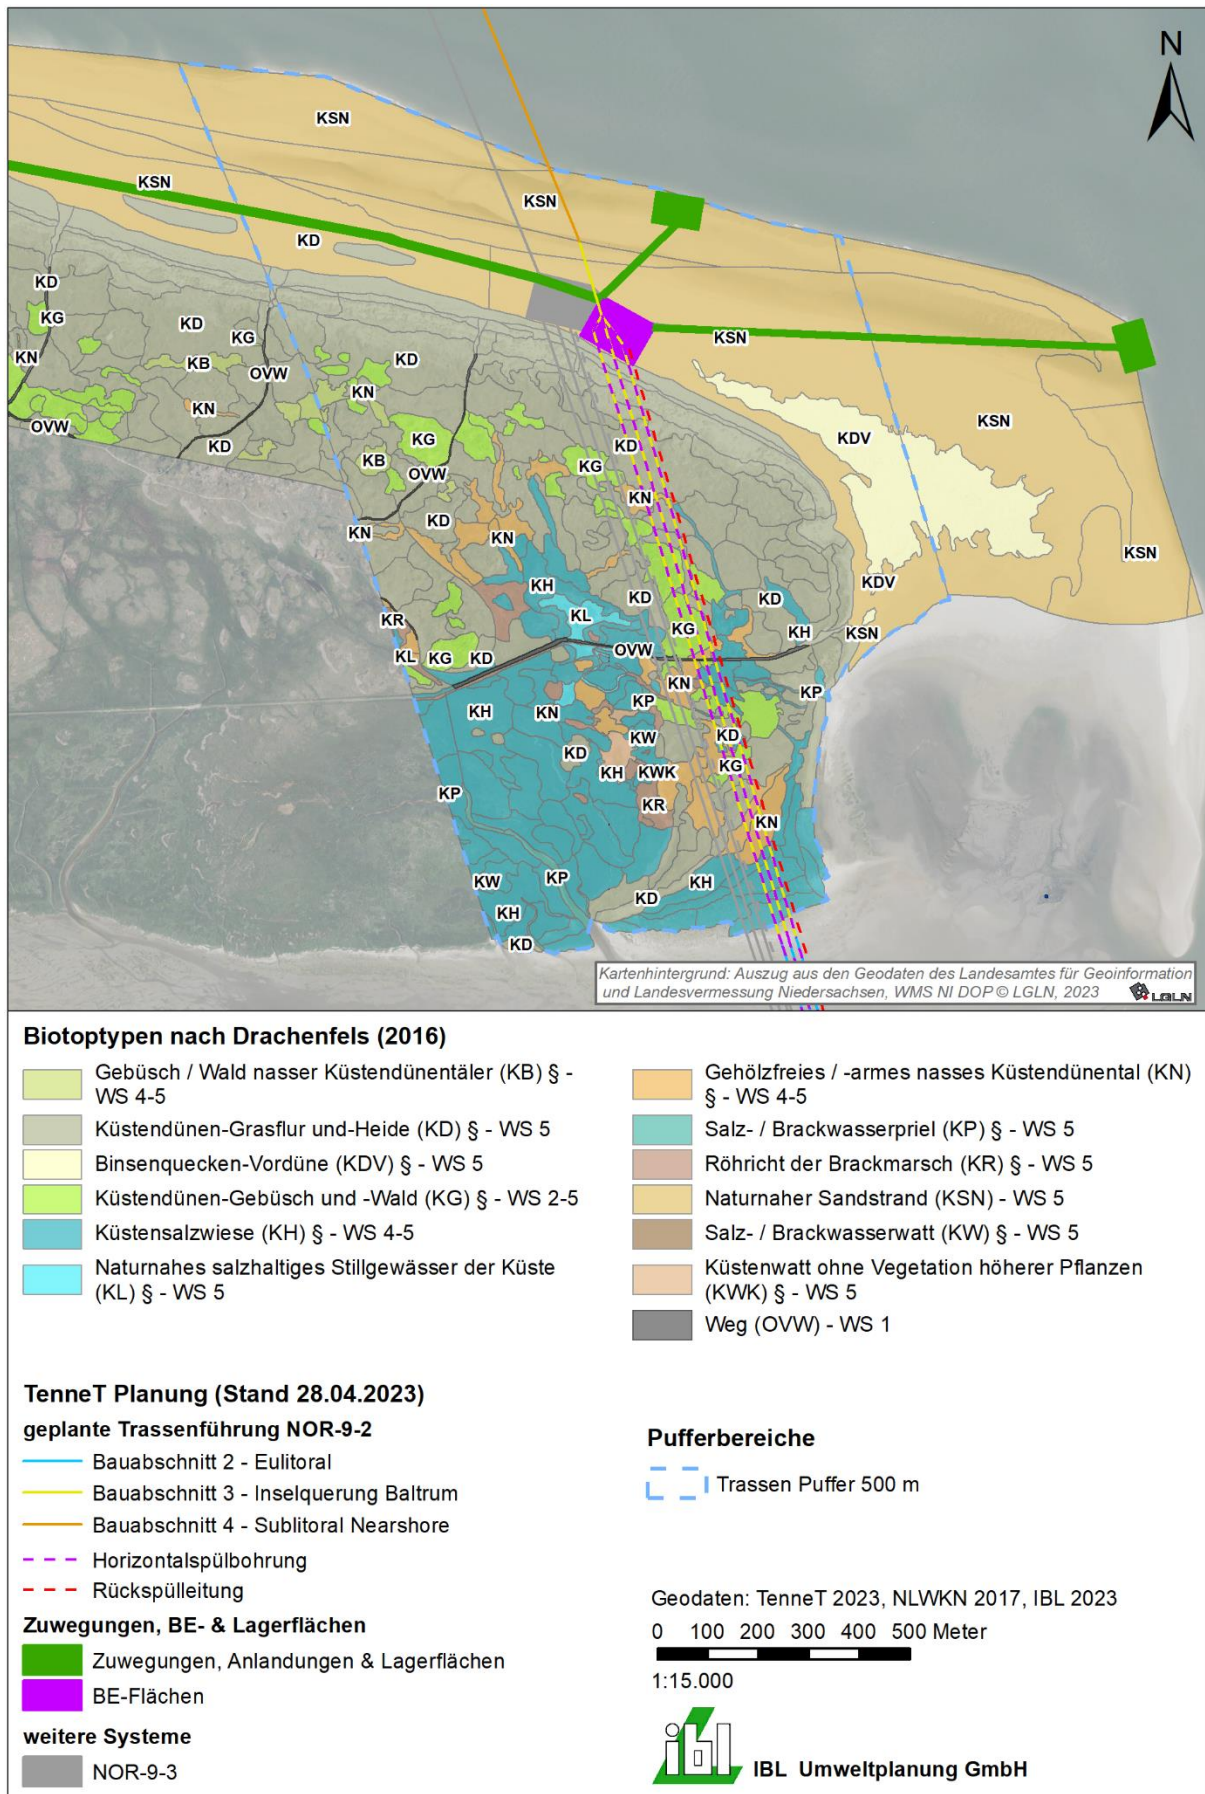 N
KSN
KSN
KSN
KD
KD
KG
KD
KG
KSN
KN
KB
KD
OVW
KN
KN
KDV
KSN
OVW
KD
KG
KB
KD
KG
OVW
KN
KN
KD
KN
KSN
KH
KDV
KD
KD
KR
KL
KG
KH
KSN
OVW
KL
KG
KD
KN
KP
KH
KN
KP
KW
KD
KD
KH
KWK
KG
KP
KR
KN
KW
KP
KH
KD
KH
KD
Kartenhintergrund: Auszug aus den Geodaten des Landesamtes für Geoinformation
und Landesvermessung Niedersachsen, WMS NI DOP © LGLN, 2023
LGLN
Biotoptypen nach Drachenfels (2016)
Gebüsch / Wald nasser Küstendünentäler (KB) § -
WS 4-5
Küstendünen-Grasflur und-Heide (KD) § - WS 5
Binsenquecken-Vordüne (KDV) § - WS 5
Küstendünen-Gebüsch und -Wald (KG) § - WS 2-5
Küstensalzwiese (KH) § - WS 4-5
Naturnahes salzhaltiges Stillgewässer der Küste
(KL) § - WS 5
Gehölzfreies / -armes nasses Küstendünental (KN)
§ - WS 4-5
Salz- / Brackwasserpriel (KP) § - WS 5
Röhricht der Brackmarsch (KR) § - WS 5
Naturnaher Sandstrand (KSN) - WS 5
Salz- / Brackwasserwatt (KW) § - WS 5
Küstenwatt ohne Vegetation höherer Pflanzen
(KWK) § - WS 5
Weg (OVW) - WS 1
TenneT Planung (Stand 28.04.2023)
geplante Trassenführung NOR-9-2
Bauabschnitt 2 - Eulitoral
Bauabschnitt 3 - Inselquerung Baltrum
Bauabschnitt 4 - Sublitoral Nearshore
Horizontalspülbohrung
Rückspülleitung
Zuwegungen, BE- & Lagerflächen
Zuwegungen, Anlandungen & Lagerflächen
BE-Flächen
weitere Systeme
NOR-9-3
Pufferbereiche
Trassen Puffer 500 m
Geodaten: TenneT 2023, NLWKN 2017, IBL 2023
0 100 200 300 400 500 Meter
1:15.000
ibl
IBL Umweltplanung GmbH